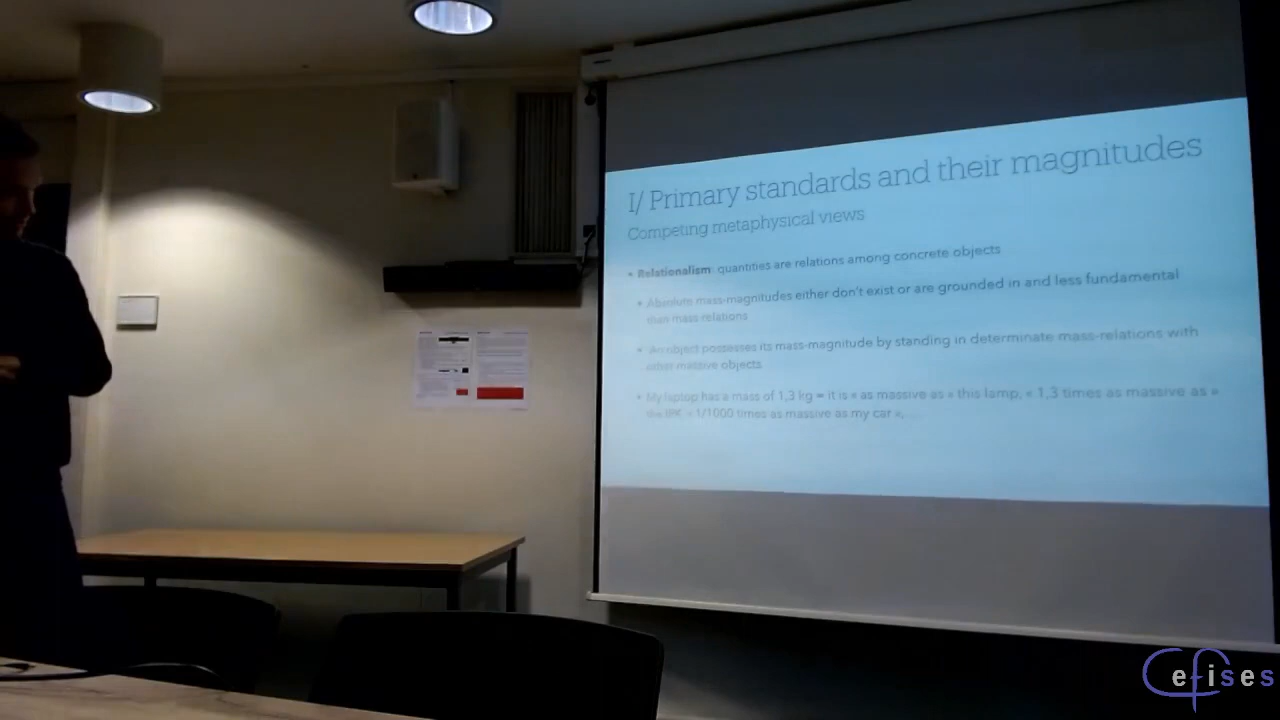 I/ Primary standards and their magnitudes
Competing metaphysical views
• Relationalism: quantities are relations among concrete objects
• Absolute mass-magnitudes either don't exist or are grounded in and less fundamental
than mass relations
• An object possesses its mass-magnitude by standing in determinate mass-relations with
other massive objects
• My laptop has a mass of 1,3 kg = it is « as massive as » this lamp, « 1,3 times as massive as »
the IPK, « 1/1000 times as massive as my car »,
Cefises